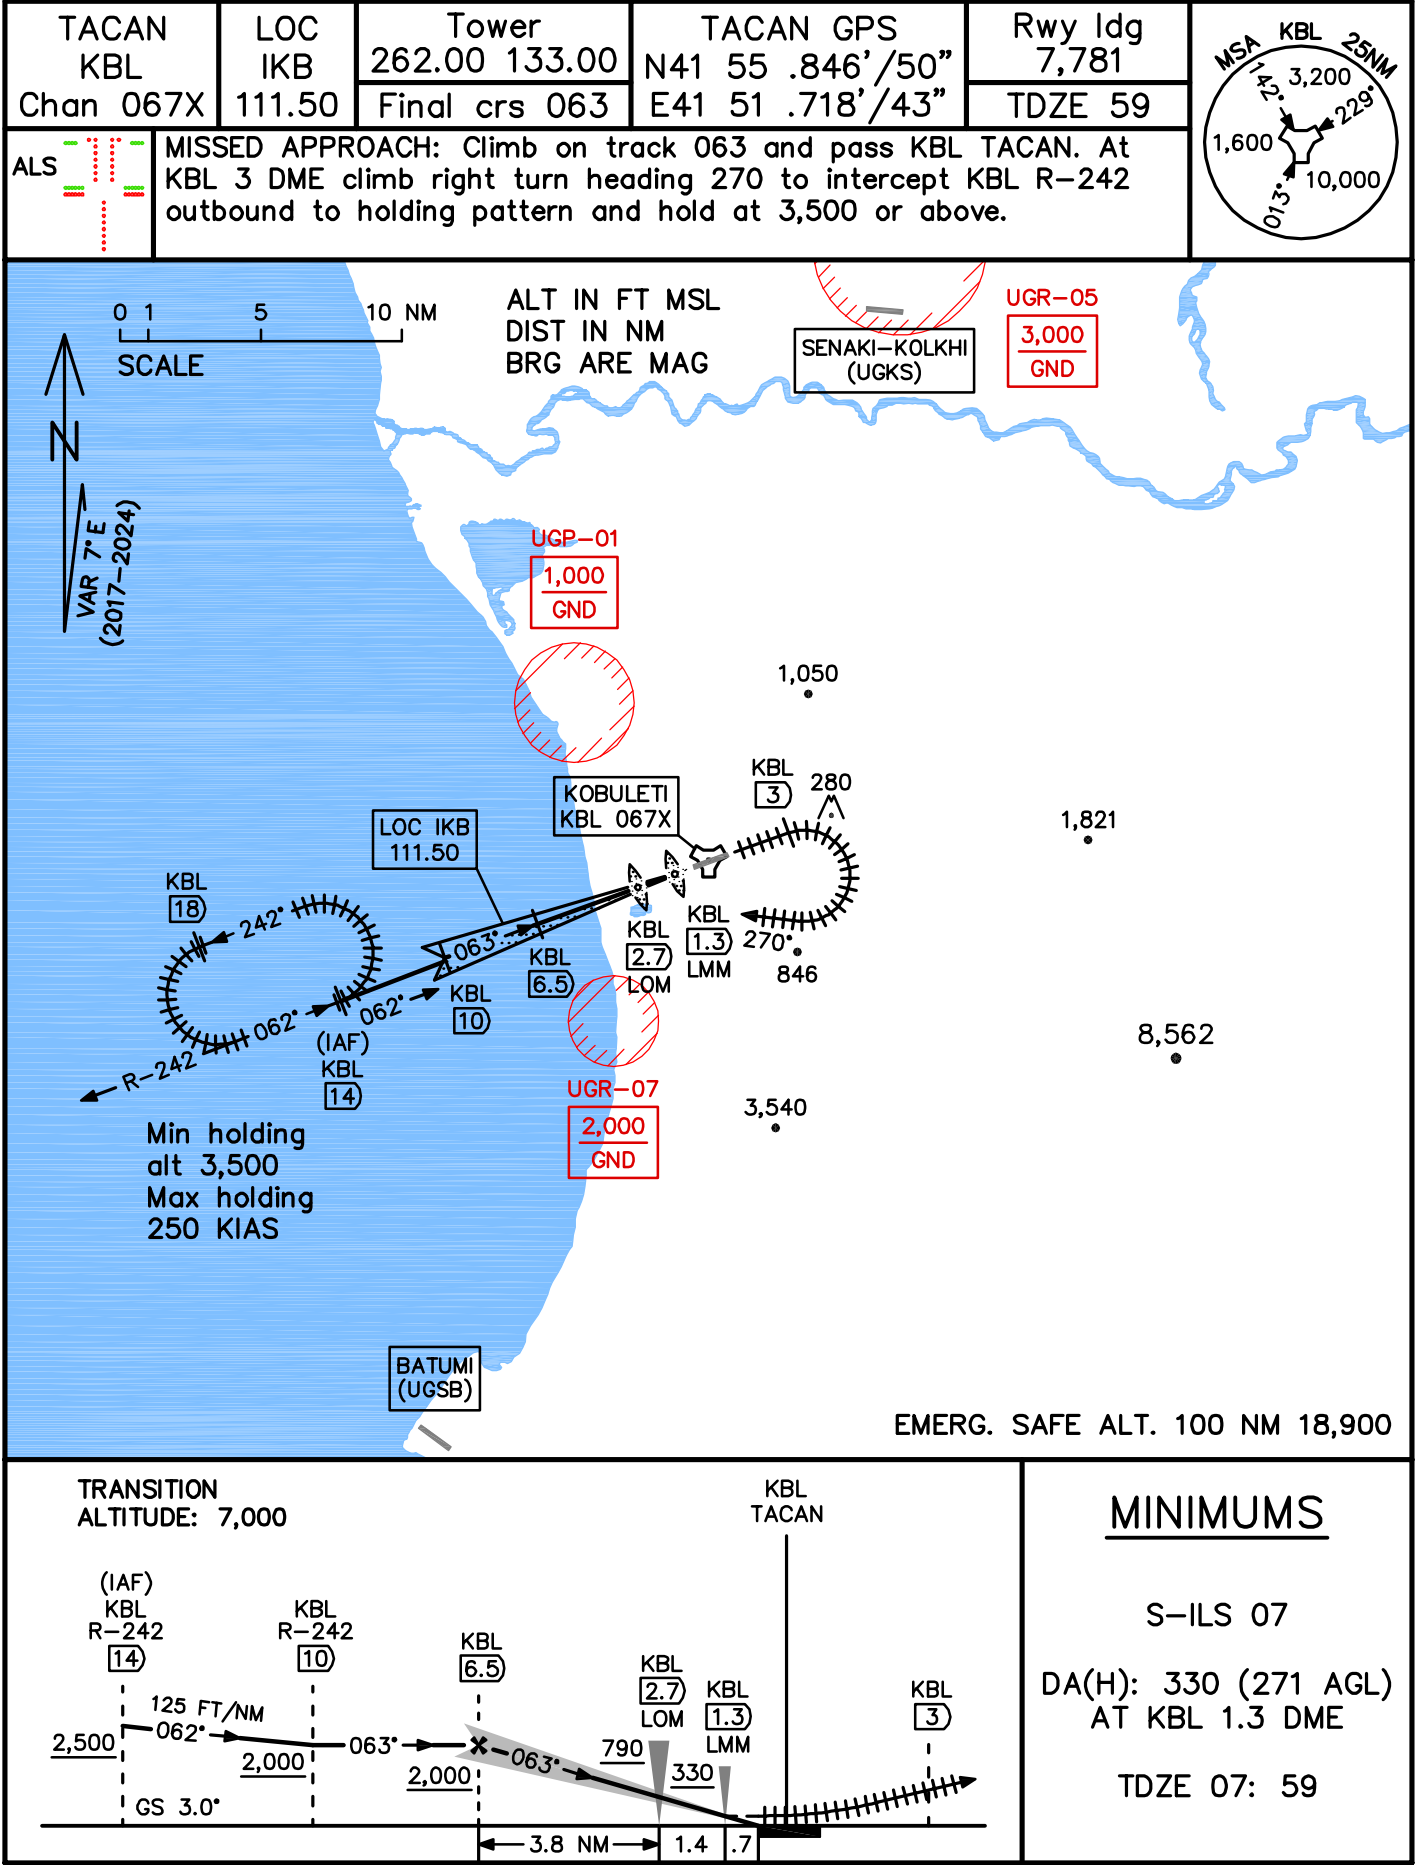 TACAN
KBL
Chan 067X
LOC
IKB
111.50
Tower
262.00 133.00
Final crs 063
TACAN GPS
N41 55 .846'/50"
E41 51 .718'/43"
Rwy ldg
7,781
TDZE 59
MSA KBL 25NM
142°
3,200
229°
1,600
10,000
013°
ALS
MISSED APPROACH: Climb on track 063 and pass KBL TACAN. At
KBL 3 DME climb right turn heading 270 to intercept KBL R-242
outbound to holding pattern and hold at 3,500 or above.
0 1 5 10 NM
SCALE
ALT IN FT MSL
DIST IN NM
BRG ARE MAG
SENAKI-KOLKHI
(UGKS)
UGR-05
3,000
GND
N
VAR 7°E
(2017-2024)
UGP-01
1,000
GND
1,050
KBL
3
280
KOBULETI
KBL 067X
1,821
LOC IKB
111.50
KBL
18
242°
063°
KBL
6.5
KBL
2.7
LOM
KBL
1.3
LMM
270°
846
KBL
10
062°
062°
(IAF)
KBL
14
R-242
8,562
UGR-07
2,000
GND
3,540
Min holding
alt 3,500
Max holding
250 KIAS
BATUMI
(UGSB)
EMERG. SAFE ALT. 100 NM 18,900
TRANSITION
ALTITUDE: 7,000
KBL
TACAN
(IAF)
KBL
R-242
14
KBL
R-242
10
KBL
6.5
KBL
2.7
LOM
KBL
1.3
LMM
KBL
3
125 FT/NM
062°
063°
063°
2,500
2,000
2,000
790
330
GS 3.0°
3.8 NM
1.4
.7
MINIMUMS
S-ILS 07
DA(H): 330 (271 AGL)
AT KBL 1.3 DME
TDZE 07: 59